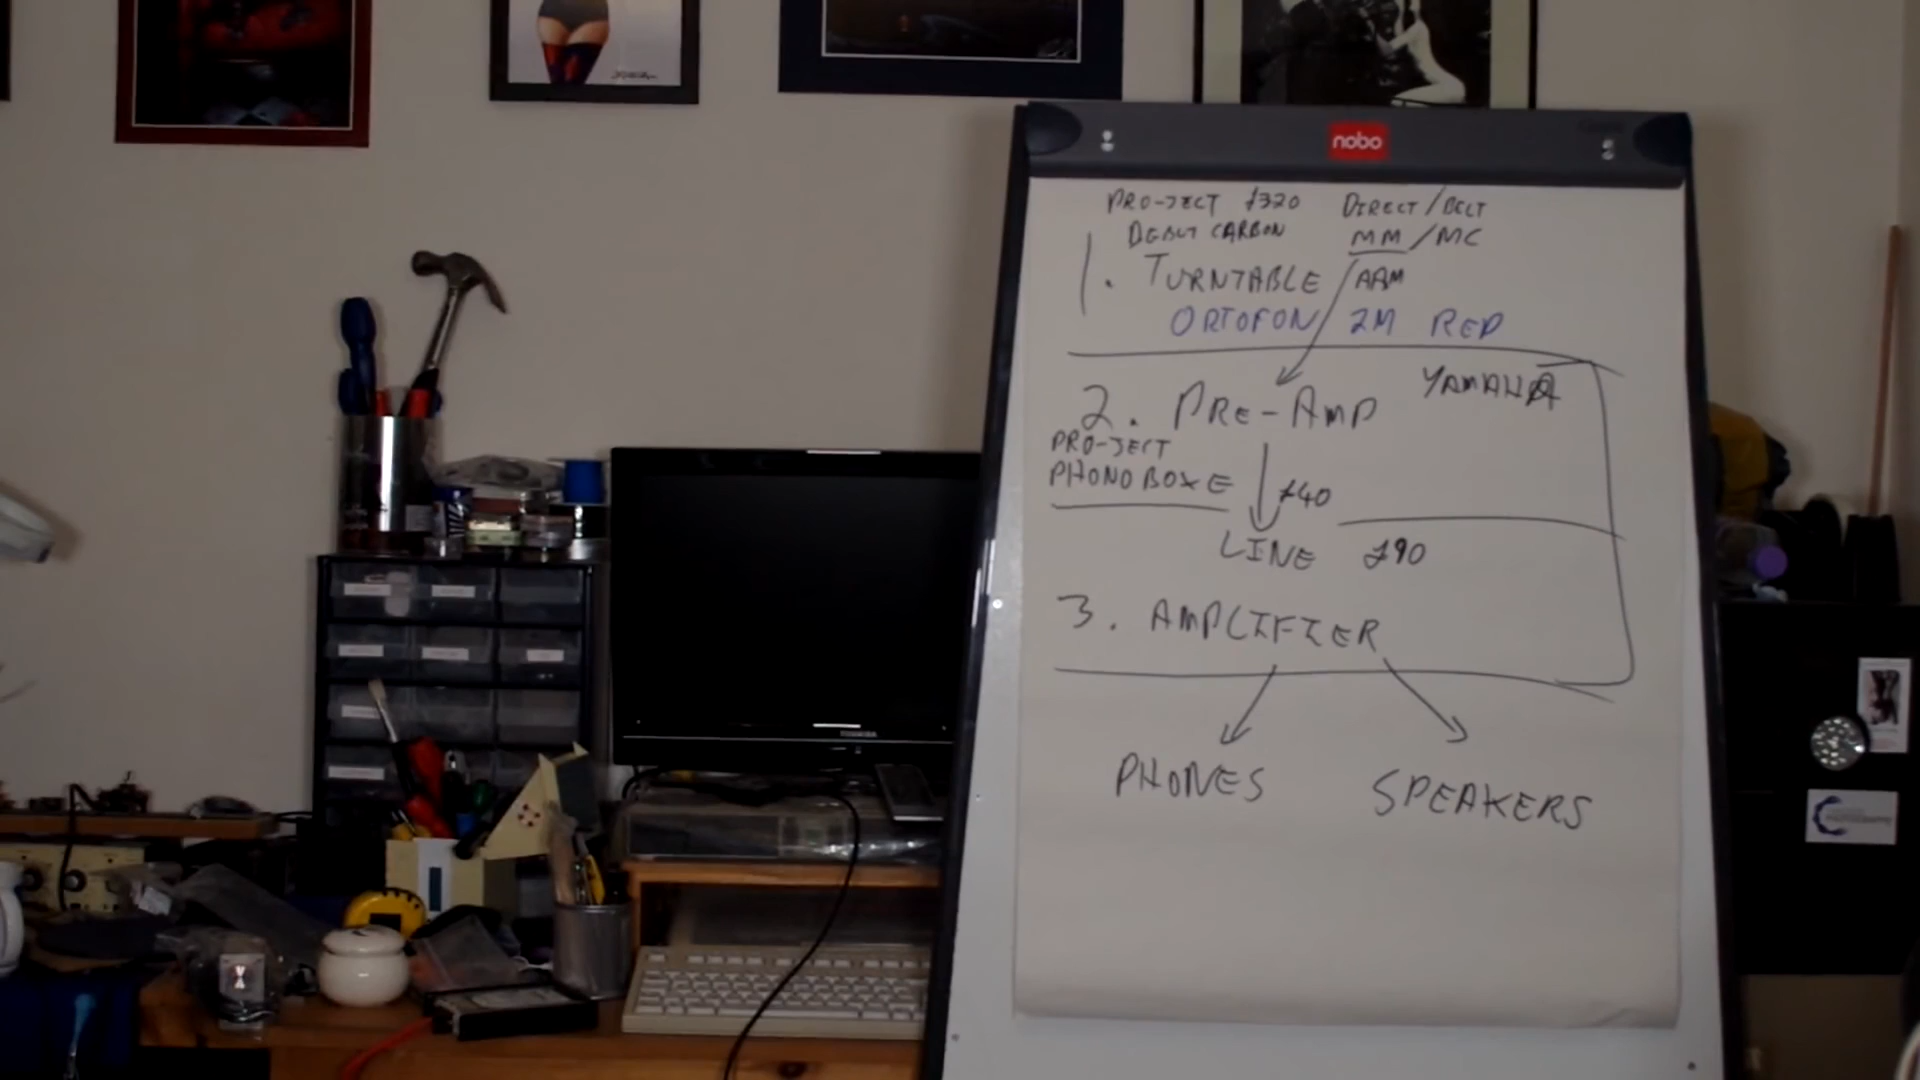 nobo
PRO-JECT £320 DIRECT/BELT
DEBUT CARBON MM/MC
1. TURNTABLE /ARM
ORTOFON 2M RED
YAMAHA
2. PRE-AMP
PRO-JECT
PHONO BOX E £40
LINE £90
3. AMPLIFIER
PHONES SPEAKERS
TOSHIBA